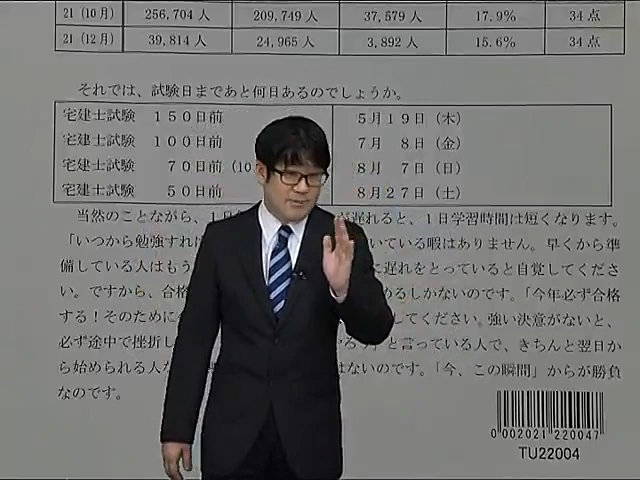 21（10月） 256,704人 209,749人 37,579人 17.9％ 34点
21（12月） 39,814人 24,965人 3,892人 15.6％ 34点
それでは、試験日まであと何日あるのでしょうか。
宅建士試験　１５０日前 ５月１９日（木）
宅建士試験　１００日前 ７月　８日（金）
宅建士試験　　７０日前（10 ８月　７日（日）
宅建士試験　　５０日前 ８月２７日（土）
当然のことながら、１日 が遅れると、１日学習時間は短くなります。
「いつから勉強すれ いている暇はありません。早くから準
備している人はもう に遅れをとっていると自覚してくださ
い。ですから、合格 あるしかないのです。「今年必ず合格
する！そのために してください。強い決意がないと、
必ず途中で挫折し 」と言っている人で、きちんと翌日か
ら始められる人な はないのです。「今、この瞬間」からが勝負
なのです。
0 002021 220047
TU22004